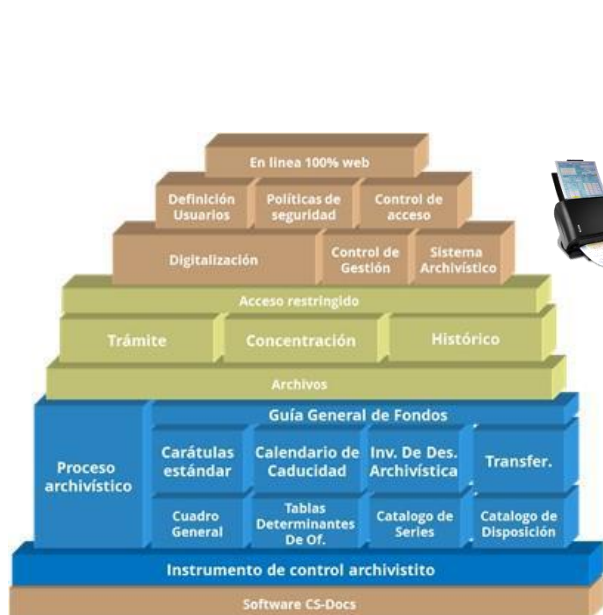 En linea 100% web
Definición
Usuarios
Políticas de
seguridad
Control de
acceso
Digitalización
Control de
Gestión
Sistema
Archivístico
Acceso restringido
Trámite
Concentración
Histórico
Archivos
Guía General de Fondos
Proceso
archivístico
Carátulas
estándar
Calendario de
Caducidad
Inv. De Des.
Archivística
Transfer.
Cuadro
General
Tablas
Determinantes
De Of.
Catalogo de
Series
Catalogo de
Disposición
Instrumento de control archivistito
Software CS-Docs